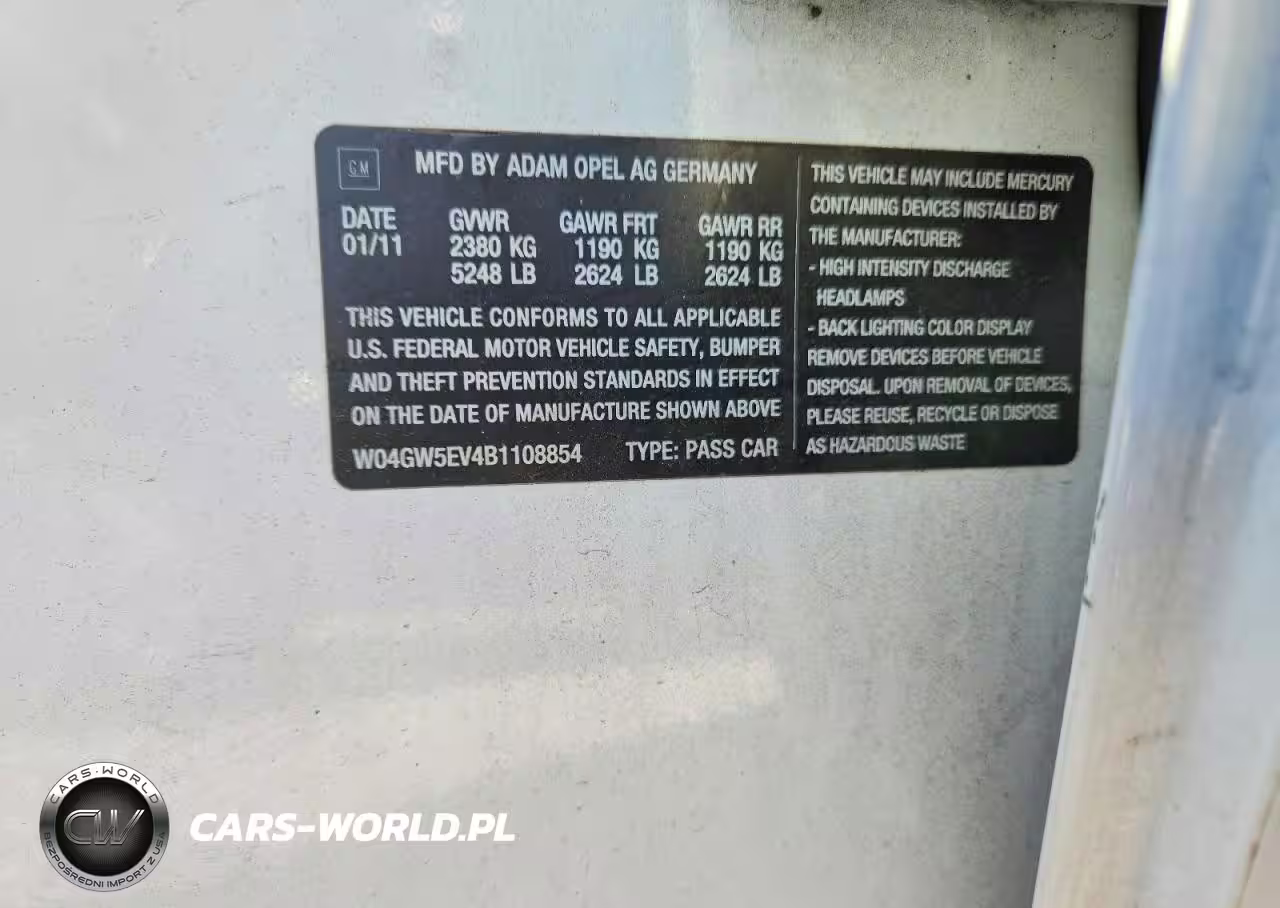 GM
MFD BY ADAM OPEL AG GERMANY
DATE GVWR GAWR FRT GAWR RR
01/11 2380 KG 1190 KG 1190 KG
5248 LB 2624 LB 2624 LB
THIS VEHICLE CONFORMS TO ALL APPLICABLE
U.S. FEDERAL MOTOR VEHICLE SAFETY, BUMPER
AND THEFT PREVENTION STANDARDS IN EFFECT
ON THE DATE OF MANUFACTURE SHOWN ABOVE
W04GW5EV4B1108854 TYPE: PASS CAR
THIS VEHICLE MAY INCLUDE MERCURY
CONTAINING DEVICES INSTALLED BY
THE MANUFACTURER:
- HIGH INTENSITY DISCHARGE
HEADLAMPS
- BACK LIGHTING COLOR DISPLAY
REMOVE DEVICES BEFORE VEHICLE
DISPOSAL. UPON REMOVAL OF DEVICES,
PLEASE REUSE, RECYCLE OR DISPOSE
AS HAZARDOUS WASTE
CARS-WORLD
CW
BEZPOŚREDNI IMPORT Z USA
CARS-WORLD.PL